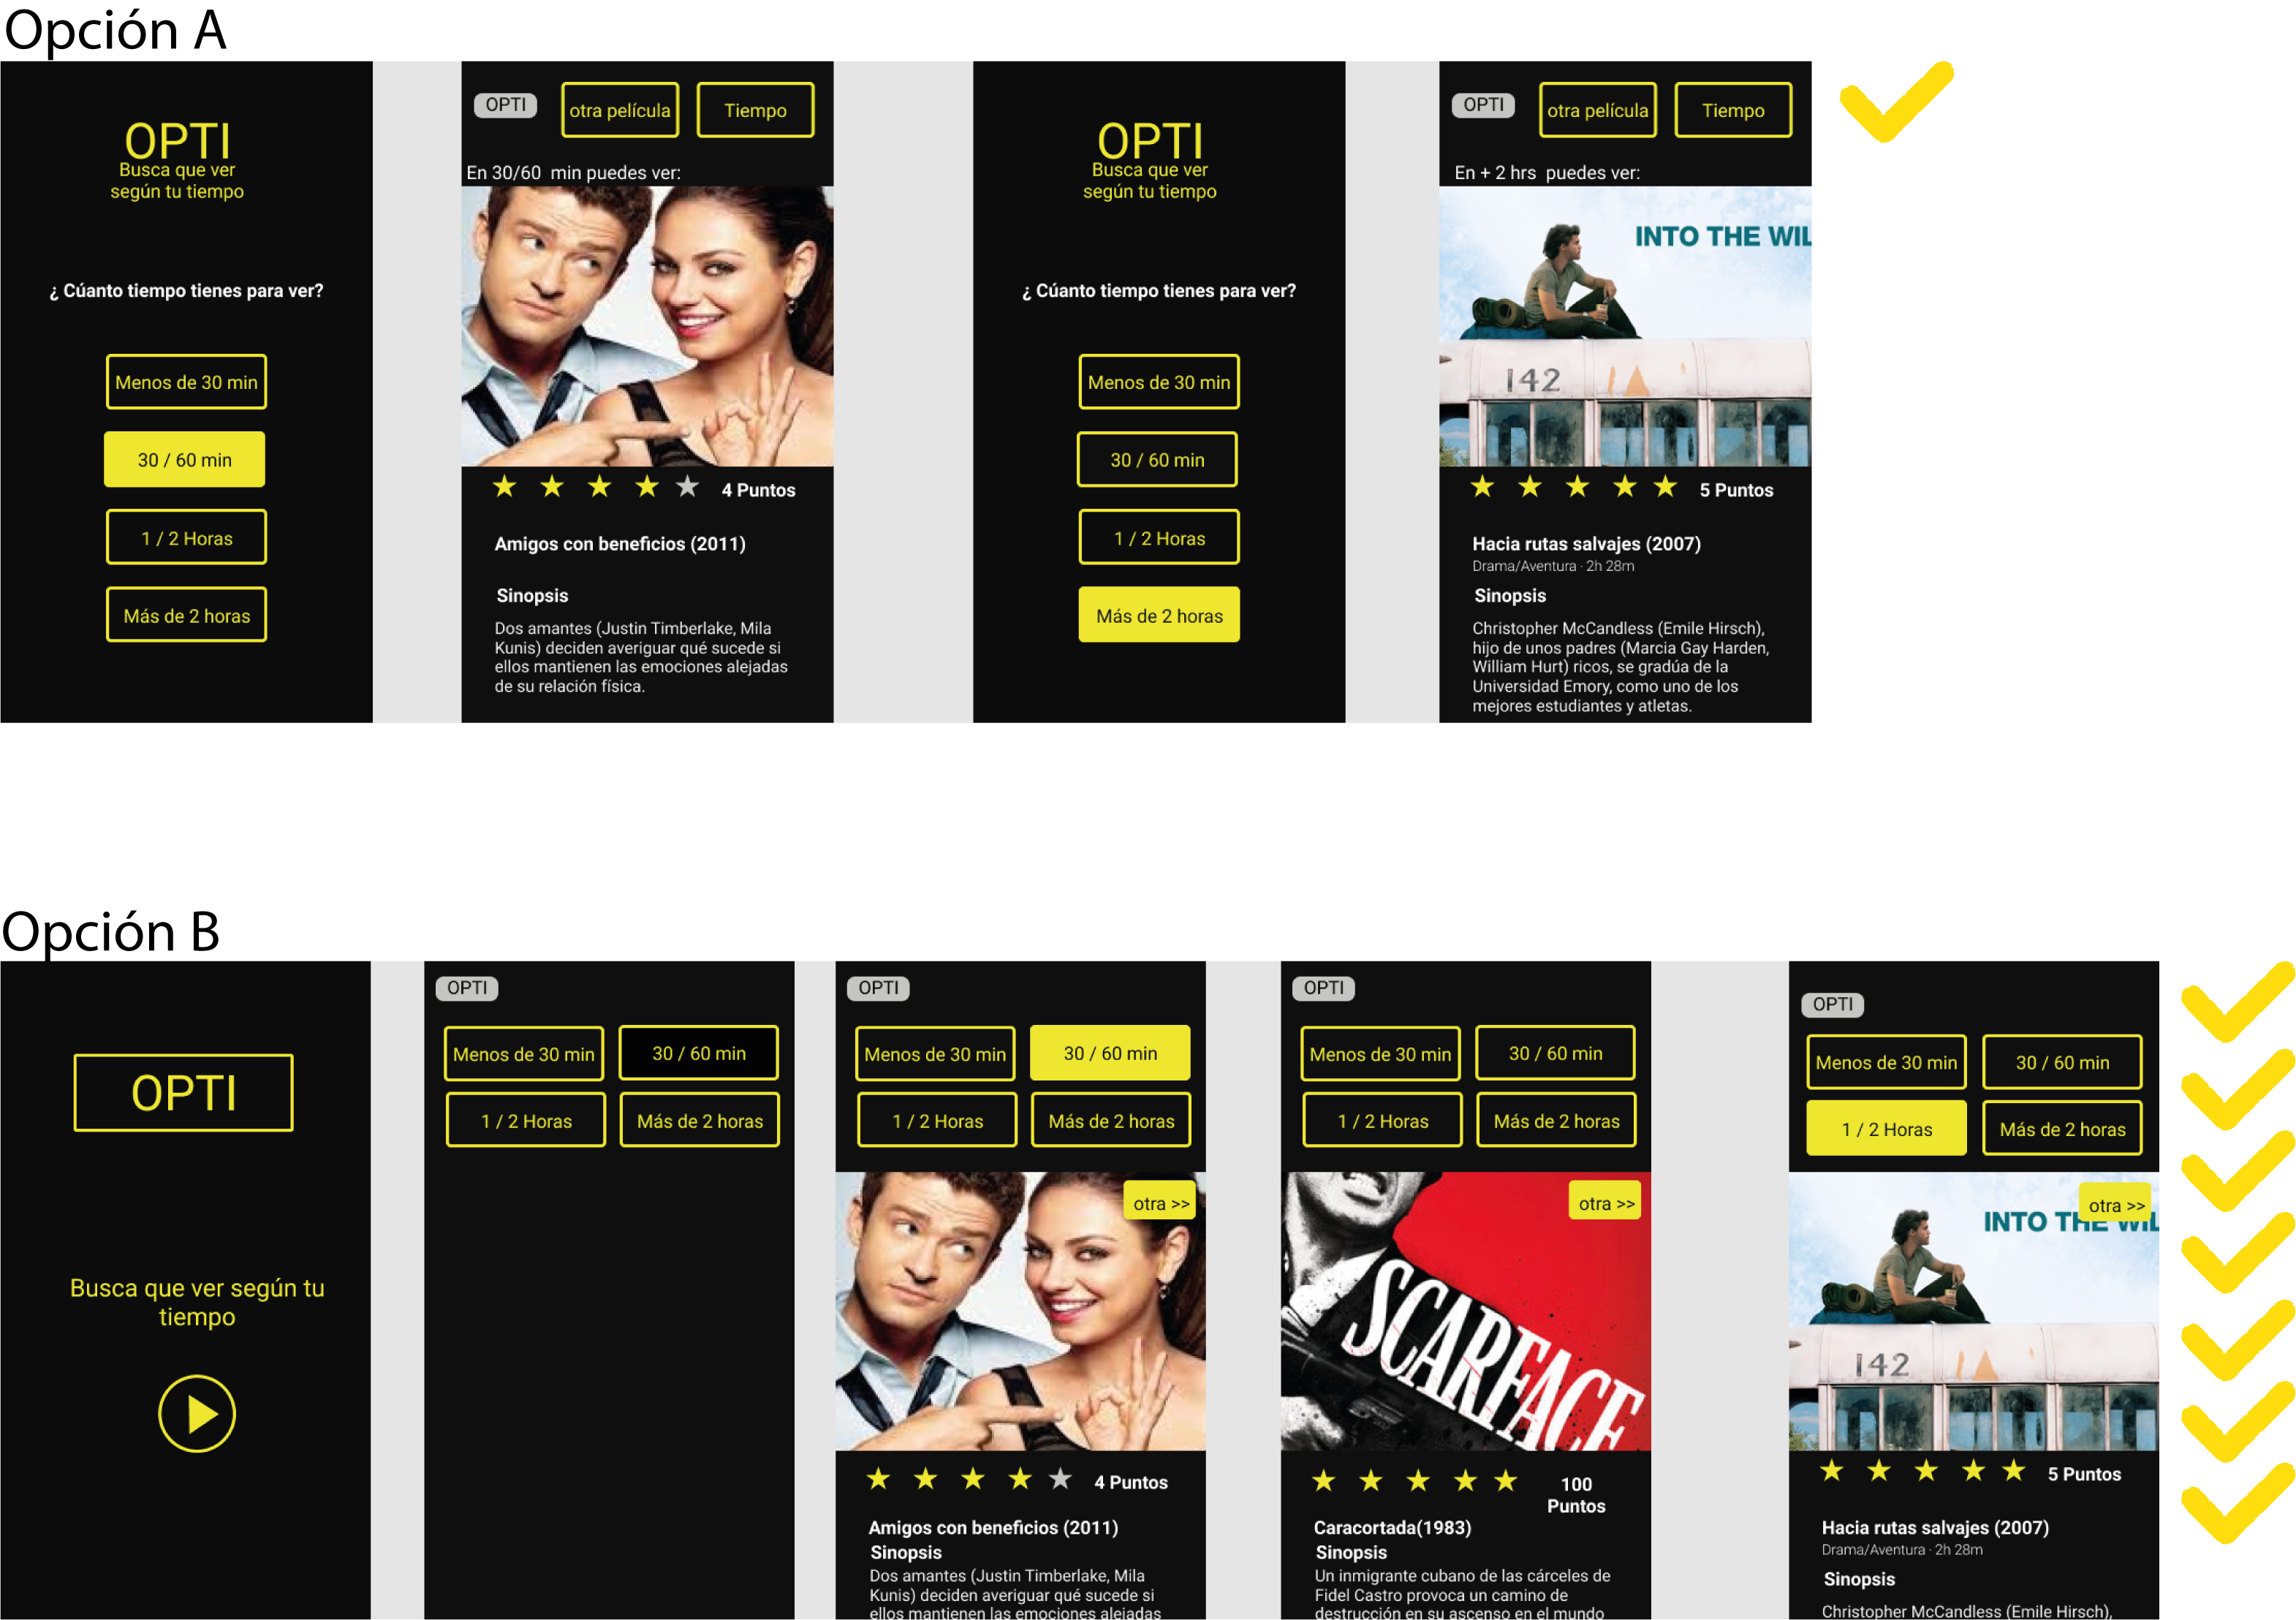 Opción A
OPTI
Busca que ver
según tu tiempo
¿ Cúanto tiempo tienes para ver?
Menos de 30 min
30 / 60 min
1 / 2 Horas
Más de 2 horas
OPTI
otra película
Tiempo
En 30/60 min puedes ver:
4 Puntos
Amigos con beneficios (2011)
Sinopsis
Dos amantes (Justin Timberlake, Mila
Kunis) deciden averiguar qué sucede si
ellos mantienen las emociones alejadas
de su relación física.
OPTI
Busca que ver
según tu tiempo
¿ Cúanto tiempo tienes para ver?
Menos de 30 min
30 / 60 min
1 / 2 Horas
Más de 2 horas
OPTI
otra película
Tiempo
En + 2 hrs puedes ver:
INTO THE WIL
142
5 Puntos
Hacia rutas salvajes (2007)
Drama/Aventura · 2h 28m
Sinopsis
Christopher McCandless (Emile Hirsch),
hijo de unos padres (Marcia Gay Harden,
William Hurt) ricos, se gradúa de la
Universidad Emory, como uno de los
mejores estudiantes y atletas.
Opción B
OPTI
Busca que ver según tu
tiempo
OPTI
Menos de 30 min
30 / 60 min
1 / 2 Horas
Más de 2 horas
OPTI
Menos de 30 min
30 / 60 min
1 / 2 Horas
Más de 2 horas
otra >>
4 Puntos
Amigos con beneficios (2011)
Sinopsis
Dos amantes (Justin Timberlake, Mila
Kunis) deciden averiguar qué sucede si
ellos mantienen las emociones alejadas
OPTI
Menos de 30 min
30 / 60 min
1 / 2 Horas
Más de 2 horas
otra >>
SCARFACE
100
Puntos
Caracortada(1983)
Sinopsis
Un inmigrante cubano de las cárceles de
Fidel Castro provoca un camino de
destrucción en su ascenso en el mundo
OPTI
Menos de 30 min
30 / 60 min
1 / 2 Horas
Más de 2 horas
otra >>
INTO THE WIL
142
5 Puntos
Hacia rutas salvajes (2007)
Drama/Aventura · 2h 28m
Sinopsis
Christopher McCandless (Emile Hirsch),